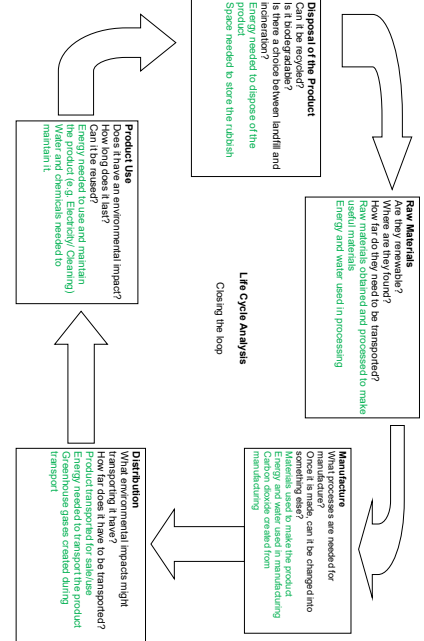 Life Cycle Analysis
Closing the loop
Raw Materials
Are they renewable?
Where are they found?
How far do they need to be transported?
Raw materials obtained and processed to make
useful materials
Energy and water used in processing
Manufacture
What processes are needed for
manufacture?
Once it is made, can it be changed into
something else?
Materials used to make the product
Energy and water used in manufacturing
Carbon dioxide created from
manufacturing
Distribution
What environmental impacts might
transporting it have?
How far does it have to be transported?
Product transported for sale/use
Energy needed to transport the product
Greenhouse gases created during
transport
Product Use
Does it have an environmental impact?
How long does it last?
Can it be reused?
Energy needed to use and maintain
the product (e.g. Electricity/ Cleaning)
Water and chemicals needed to
maintain it.
Disposal of the Product
Can it be recycled?
Is it biodegradable?
Is there a choice between landfill and
incineration?
Energy needed to dispose of the
product
Space needed to store the rubbish